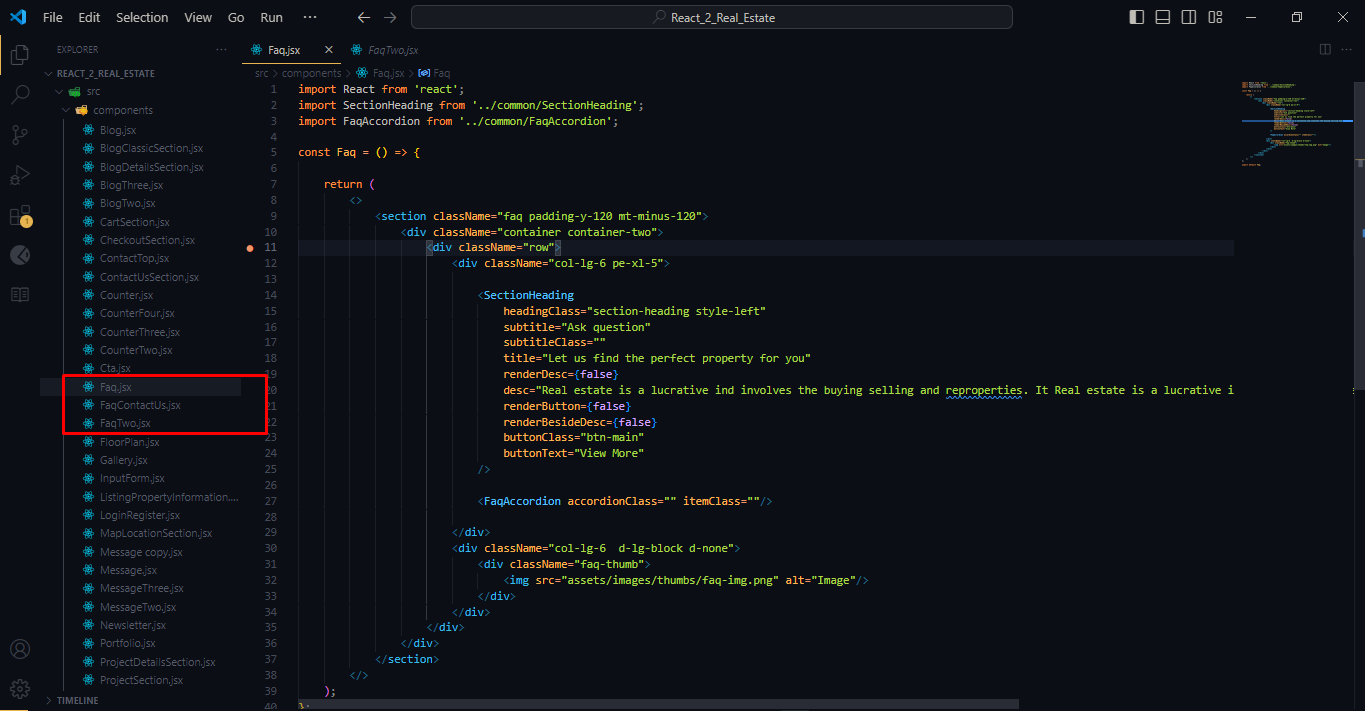 File Edit Selection View Go Run ···
React_2_Real_Estate
EXPLORER
Faq.jsx
FaqTwo.jsx
REACT_2_REAL_ESTATE
src
components
Blog.jsx
BlogClassicSection.jsx
BlogDetailsSection.jsx
BlogThree.jsx
BlogTwo.jsx
CartSection.jsx
CheckoutSection.jsx
ContactTop.jsx
ContactUsSection.jsx
Counter.jsx
CounterFour.jsx
CounterThree.jsx
CounterTwo.jsx
Cta.jsx
Faq.jsx
FaqContactUs.jsx
FaqTwo.jsx
FloorPlan.jsx
Gallery.jsx
InputForm.jsx
ListingPropertyInformation....
LoginRegister.jsx
MapLocationSection.jsx
Message copy.jsx
Message.jsx
MessageThree.jsx
MessageTwo.jsx
Newsletter.jsx
Portfolio.jsx
ProjectDetailsSection.jsx
ProjectSection.jsx
TIMELINE
1
src > components > Faq.jsx > Faq
1 import React from 'react';
2 import SectionHeading from '../common/SectionHeading';
3 import FaqAccordion from '../common/FaqAccordion';
4
5 const Faq = () => {
6
7 return (
8 <>
9 <section className="faq padding-y-120 mt-minus-120">
10 <div className="container container-two">
11 <div className="row">
12 <div className="col-lg-6 pe-xl-5">
13
14 <SectionHeading
15 headingClass="section-heading style-left"
16 subtitle="Ask question"
17 subtitleClass=""
18 title="Let us find the perfect property for you"
19 renderDesc={false}
20 desc="Real estate is a lucrative ind involves the buying selling and reproperties. It Real estate is a lucrative i
21 renderButton={false}
22 renderBesideDesc={false}
23 buttonClass="btn-main"
24 buttonText="View More"
25 />
26
27 <FaqAccordion accordionClass="" itemClass=""/>
28
29 </div>
30 <div className="col-lg-6  d-lg-block d-none">
31 <div className="faq-thumb">
32 <img src="assets/images/thumbs/faq-img.png" alt="Image"/>
33 </div>
34 </div>
35 </div>
36 </div>
37 </section>
38 </>
39 );
40 };